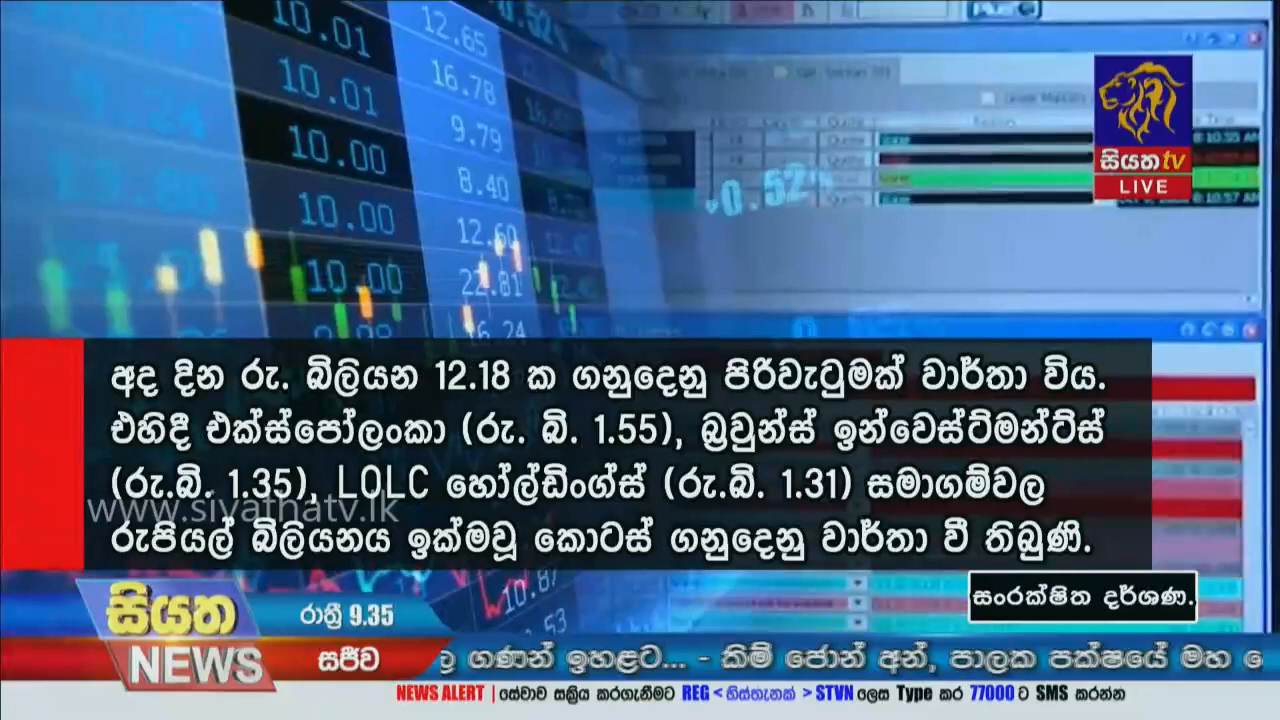 10.01
12.65
0.52%
10.01
16.78
10.00
9.79
10.00
8.40
12.60
10.00
22.81
16.24
සියත tv
LIVE
අද දින රු. බිලියන 12.18 ක ගනුදෙනු පිරිවැටුමක් වාර්තා විය.
එහිදී එක්ස්පෝලංකා (රු. බි. 1.55), බ්‍රවුන්ස් ඉන්වෙස්ට්මන්ට්ස්
(රු.බි. 1.35), LOLC හෝල්ඩිංග්ස් (රු.බි. 1.31) සමාගම්වල
www.siyathatv.lk
රුපියල් බිලියනය ඉක්මවූ කොටස් ගනුදෙනු වාර්තා වී තිබුණි.
සංරක්ෂිත දර්ශණ.
සියත
NEWS
රාත්‍රී 9.35
සජීව
ගණන් ඉහළට... - කිම් ජොන් අන්, පාලක පක්ෂයේ මහ
NEWS ALERT | සේවාව සක්‍රිය කරගැනීමට REG < හිස්තැනක් > STVN ලෙස Type කර 77000 ට SMS කරන්න